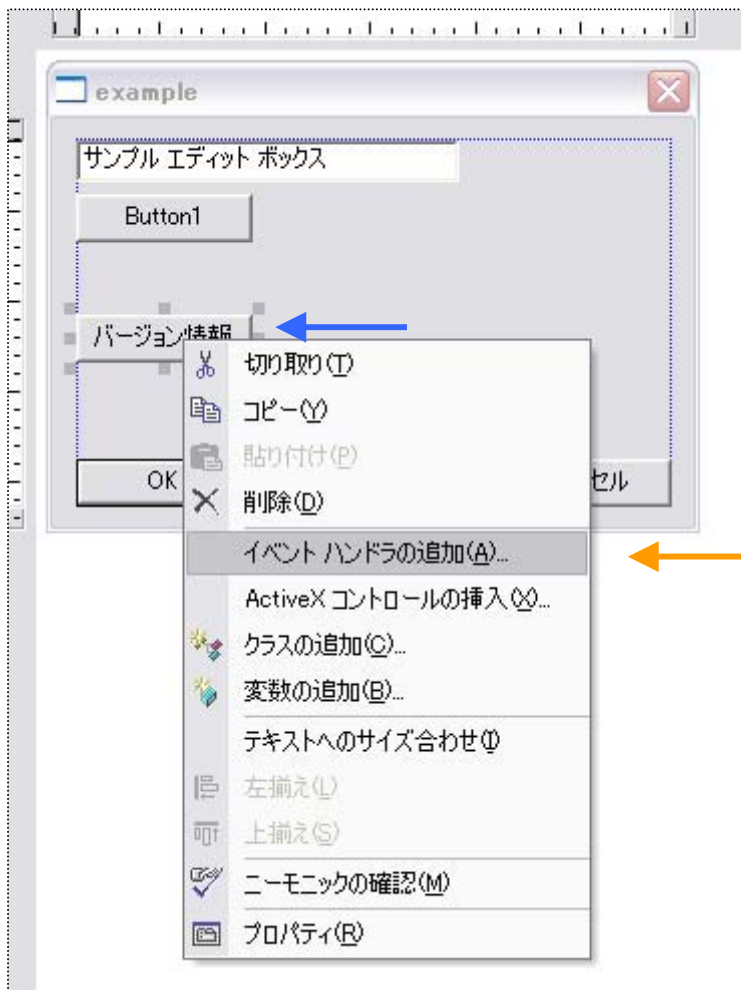 example
サンプル エディット ボックス
Button1
バージョン情報
切り取り(T)
コピー(Y)
貼り付け(P)
OK
セル
削除(D)
イベント ハンドラの追加(A)...
ActiveX コントロールの挿入(X)...
クラスの追加(C)...
変数の追加(B)...
テキストへのサイズ合わせ(I)
左揃え(L)
上揃え(S)
ニーモニックの確認(M)
プロパティ(R)